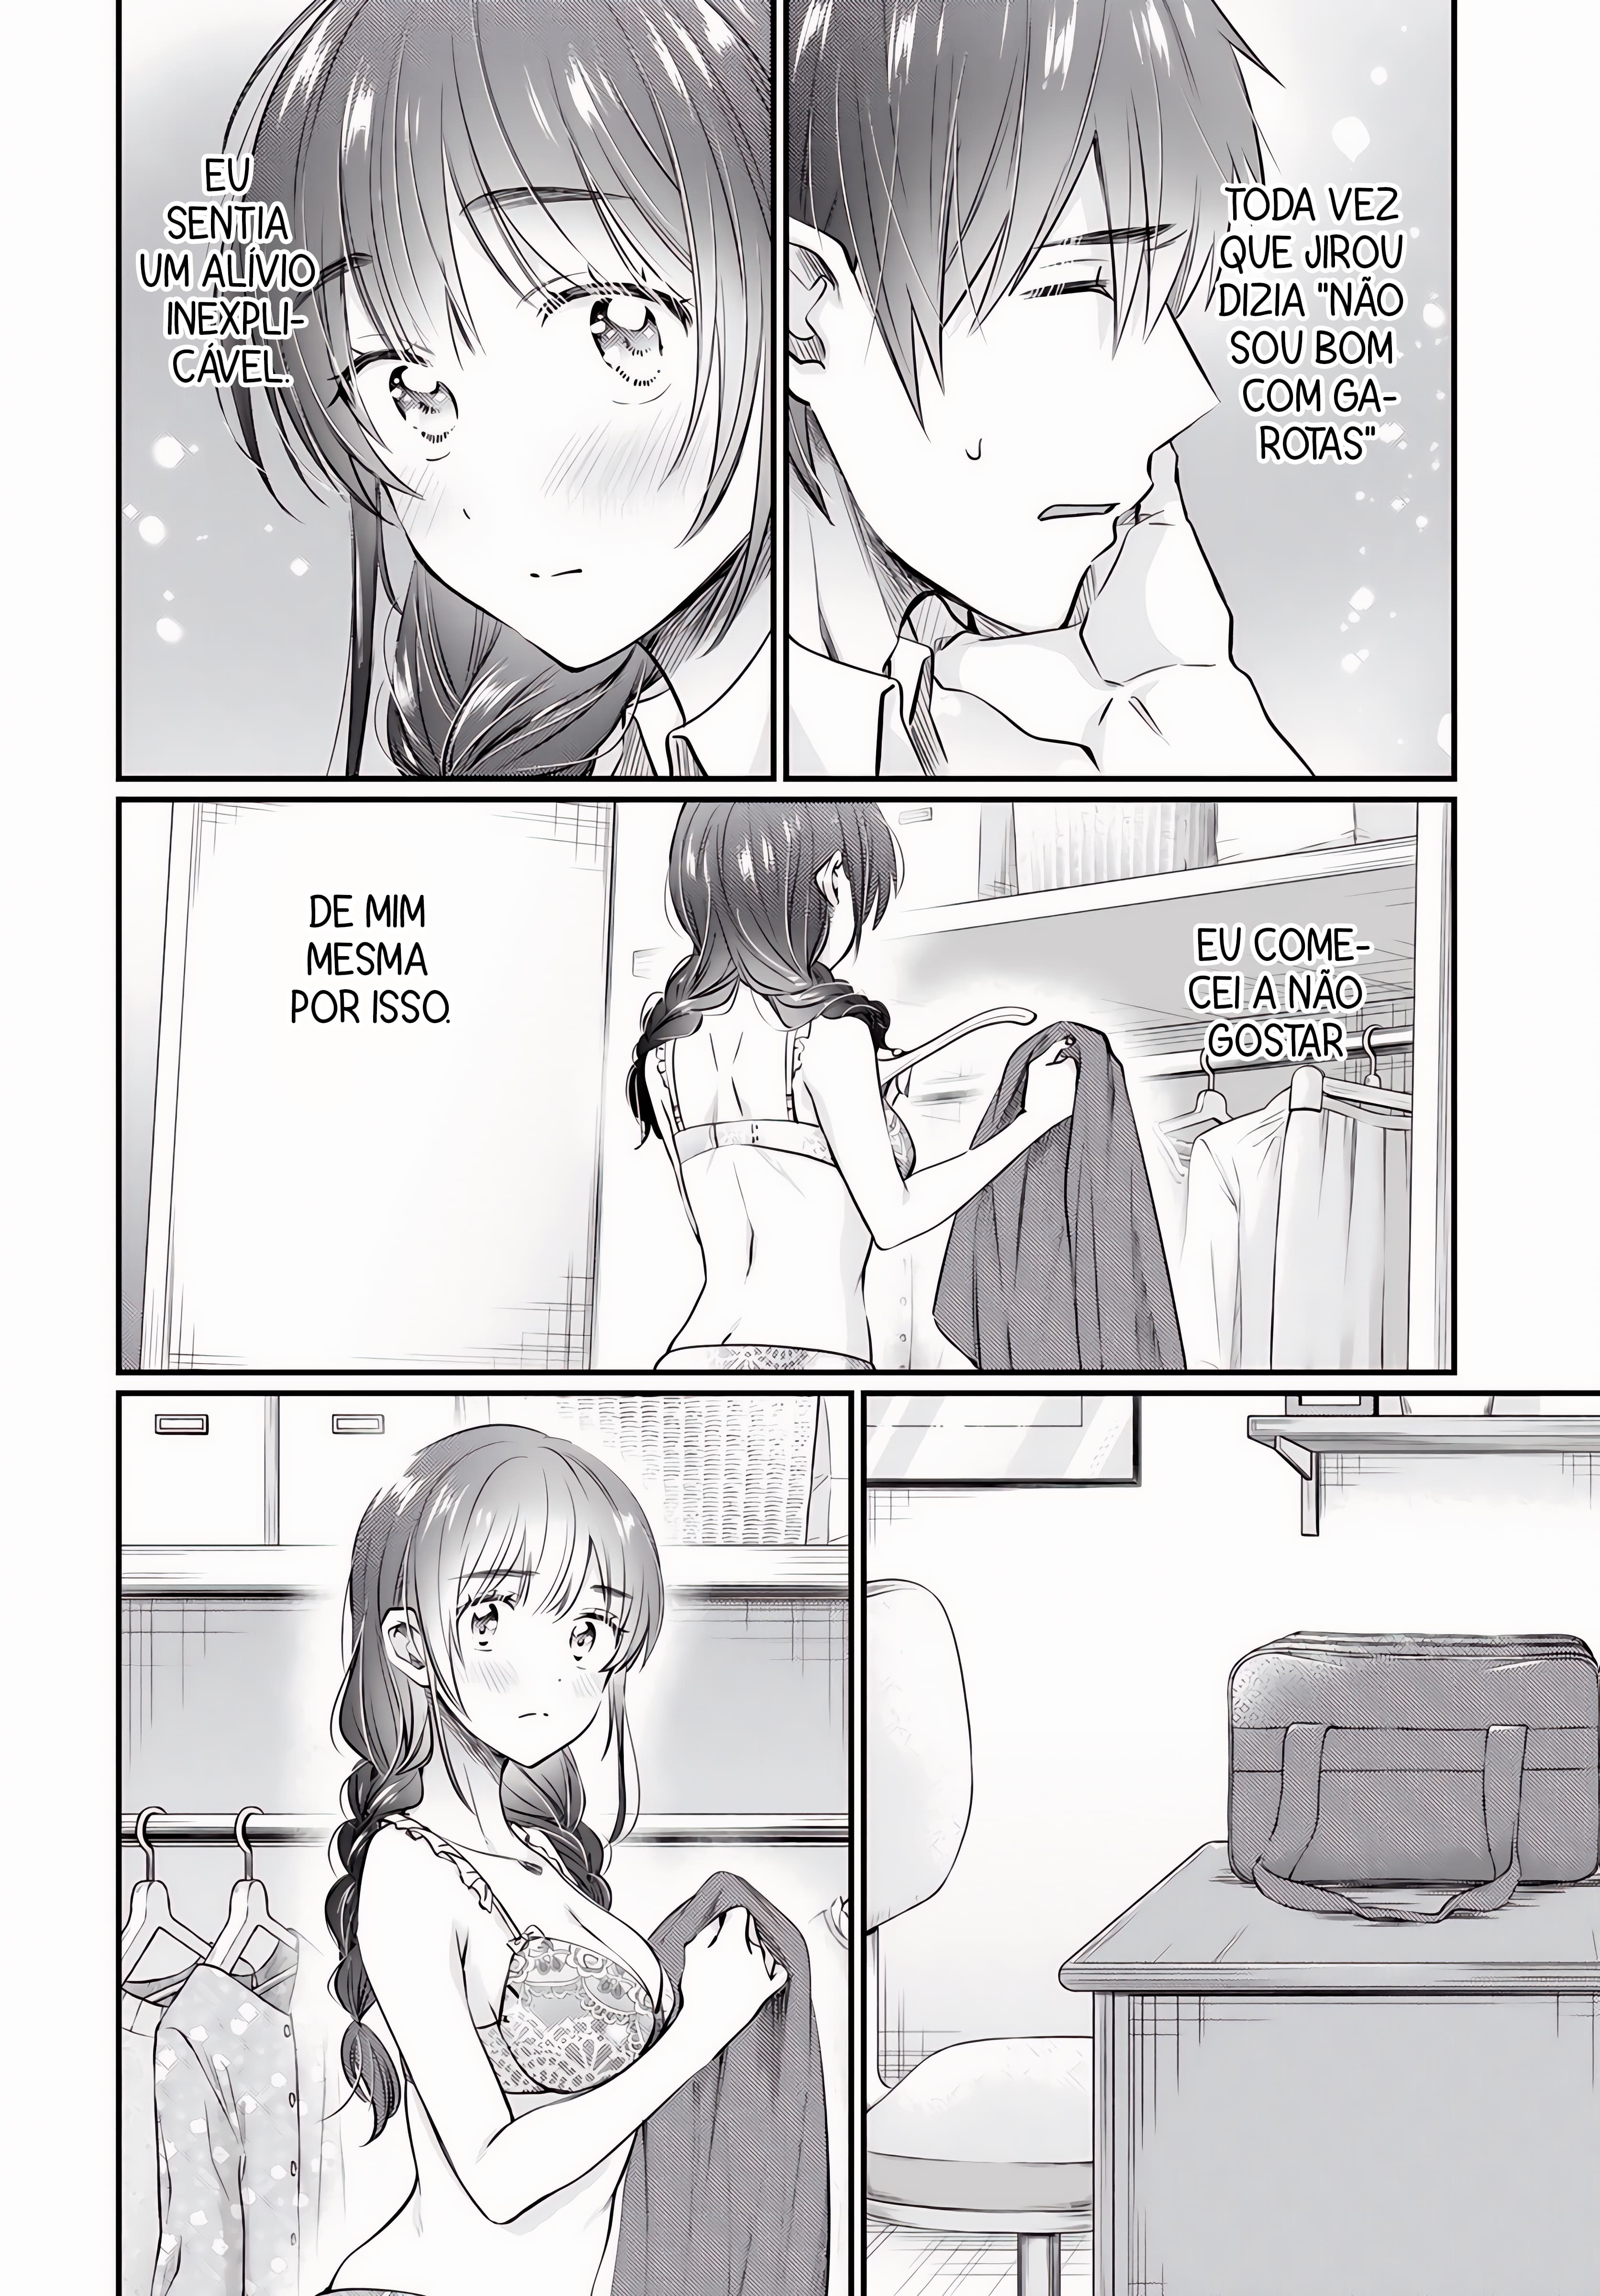 TODA VEZ
QUE JIROU
DIZIA "NÃO
SOU BOM
COM GA-
ROTAS"
EU
SENTIA
UM ALÍVIO
INEXPLI-
CÁVEL.
EU COME-
CEI A NÃO
GOSTAR
DE MIM
MESMA
POR ISSO.